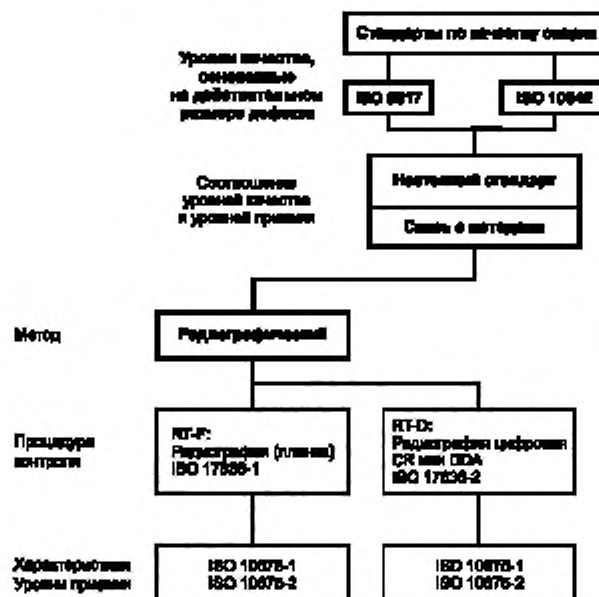 Стандарты по качеству сварки
Уровни качества,
основанные
на действительном
размере дефекта
ISO 5817
ISO 10042
Соотношение
уровней качества
и уровней приемки
Настоящий стандарт
Связь с методами
Метод
Радиографический
Процедура
контроля
RT-F:
Радиография (пленка)
ISO 17636-1
RT-D:
Радиография цифровая
CR или DDA
ISO 17636-2
Характеристики
Уровни приемки
ISO 10675-1
ISO 10675-2
ISO 10675-1
ISO 10675-2